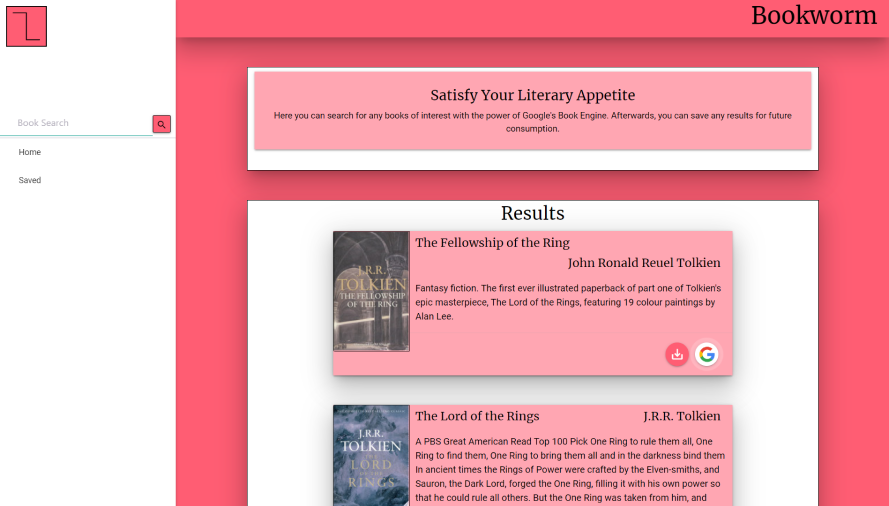 Bookworm
Book Search
Home
Saved
Satisfy Your Literary Appetite
Here you can search for any books of interest with the power of Google's Book Engine. Afterwards, you can save any results for future
consumption.
Results
J.R.R.
TOLKIEN
THE FELLOWSHIP
OF THE RING
The Fellowship of the Ring
John Ronald Reuel Tolkien
Fantasy fiction. The first ever illustrated paperback of part one of Tolkien's
epic masterpiece, The Lord of the Rings, featuring 19 colour paintings by
Alan Lee.
J.R.R.
TOLKIEN
THE
LORD
OF THE
RINGS
The Lord of the Rings
J.R.R. Tolkien
A PBS Great American Read Top 100 Pick One Ring to rule them all, One
Ring to find them, One Ring to bring them all and in the darkness bind them
In ancient times the Rings of Power were crafted by the Elven-smiths, and
Sauron, the Dark Lord, forged the One Ring, filling it with his own power so
that he could rule all others. But the One Ring was taken from him, and